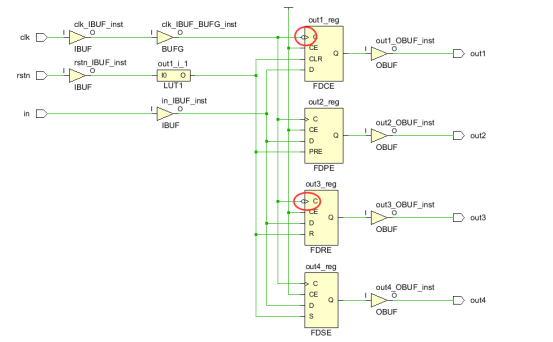 out1_reg
clk_IBUF_inst
clk_IBUF_BUFG_inst
clk
I
O
I
O
C
out1_OBUF_inst
IBUF
BUFG
CE
Q
I
O
out1
rstn_IBUF_inst
out1_i_1
CLR
OBUF
rstn
I
O
I0
O
D
IBUF
LUT1
FDCE
in_IBUF_inst
out2_reg
in
I
O
C
out2_OBUF_inst
IBUF
CE
Q
I
O
out2
D
OBUF
PRE
FDPE
out3_reg
C
out3_OBUF_inst
CE
Q
I
O
out3
D
OBUF
R
FDRE
out4_reg
C
out4_OBUF_inst
CE
Q
I
O
out4
D
OBUF
S
FDSE